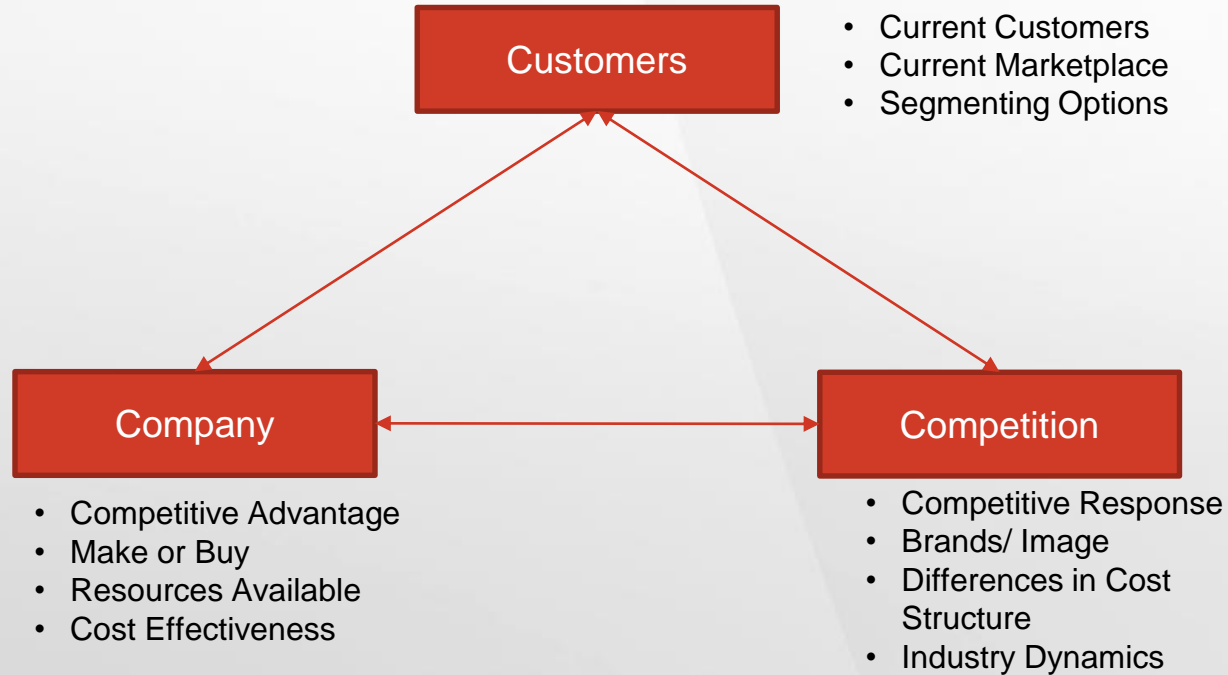 Customers
• Current Customers
• Current Marketplace
• Segmenting Options
Company
• Competitive Advantage
• Make or Buy
• Resources Available
• Cost Effectiveness
Competition
• Competitive Response
• Brands/ Image
• Differences in Cost
Structure
• Industry Dynamics